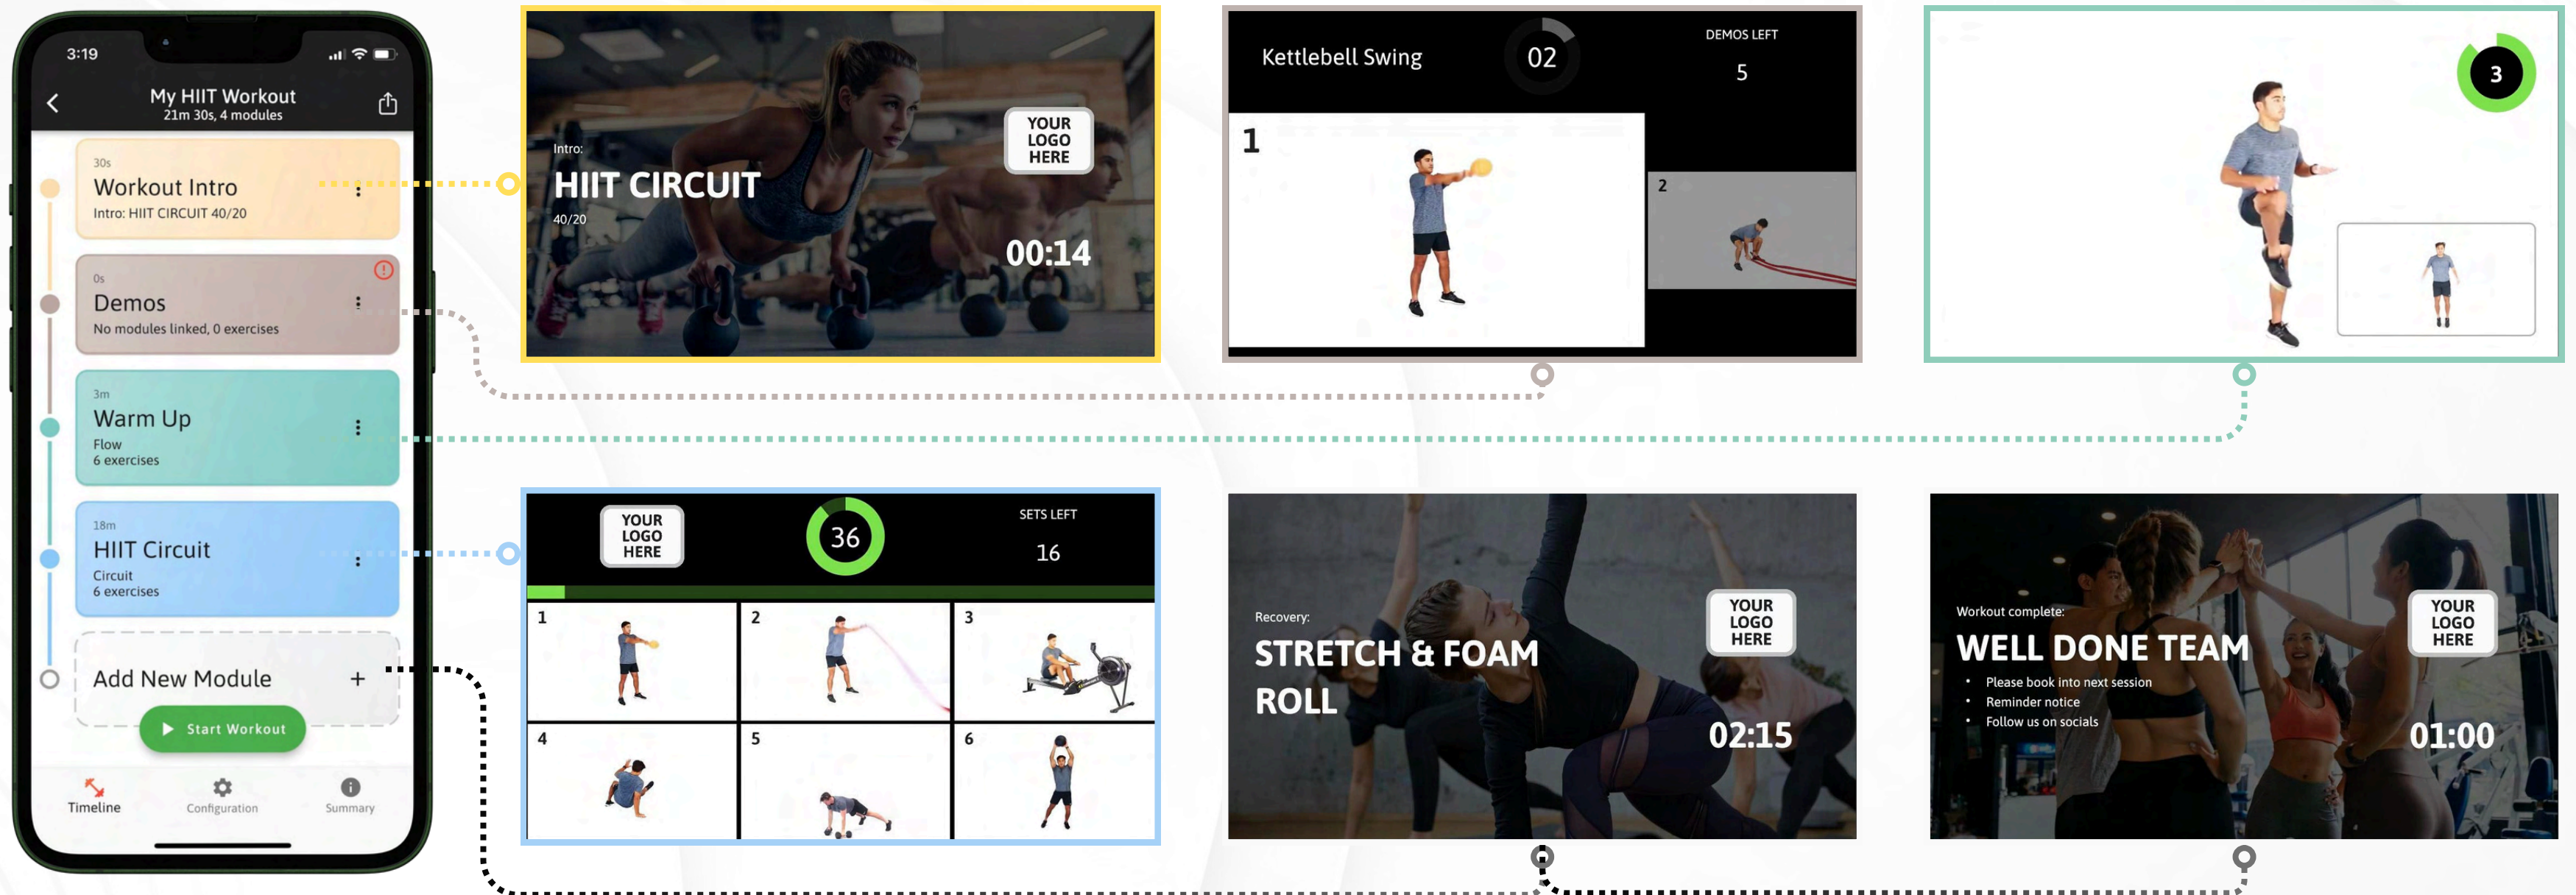 3:19
My HIIT Workout
21m 30s, 4 modules
30s
Workout Intro
Intro: HIIT CIRCUIT 40/20
0s
Demos
No modules linked, 0 exercises
3m
Warm Up
Flow
6 exercises
18m
HIIT Circuit
Circuit
6 exercises
Add New Module
+
Start Workout
Timeline
Configuration
Summary
Intro:
HIIT CIRCUIT
40/20
YOUR
LOGO
HERE
00:14
Kettlebell Swing
02
DEMOS LEFT
5
1
2
3
YOUR
LOGO
HERE
36
SETS LEFT
16
1
2
3
4
5
6
Recovery:
STRETCH & FOAM
ROLL
YOUR
LOGO
HERE
02:15
Workout complete:
WELL DONE TEAM
• Please book into next session
• Reminder notice
• Follow us on socials
YOUR
LOGO
HERE
01:00